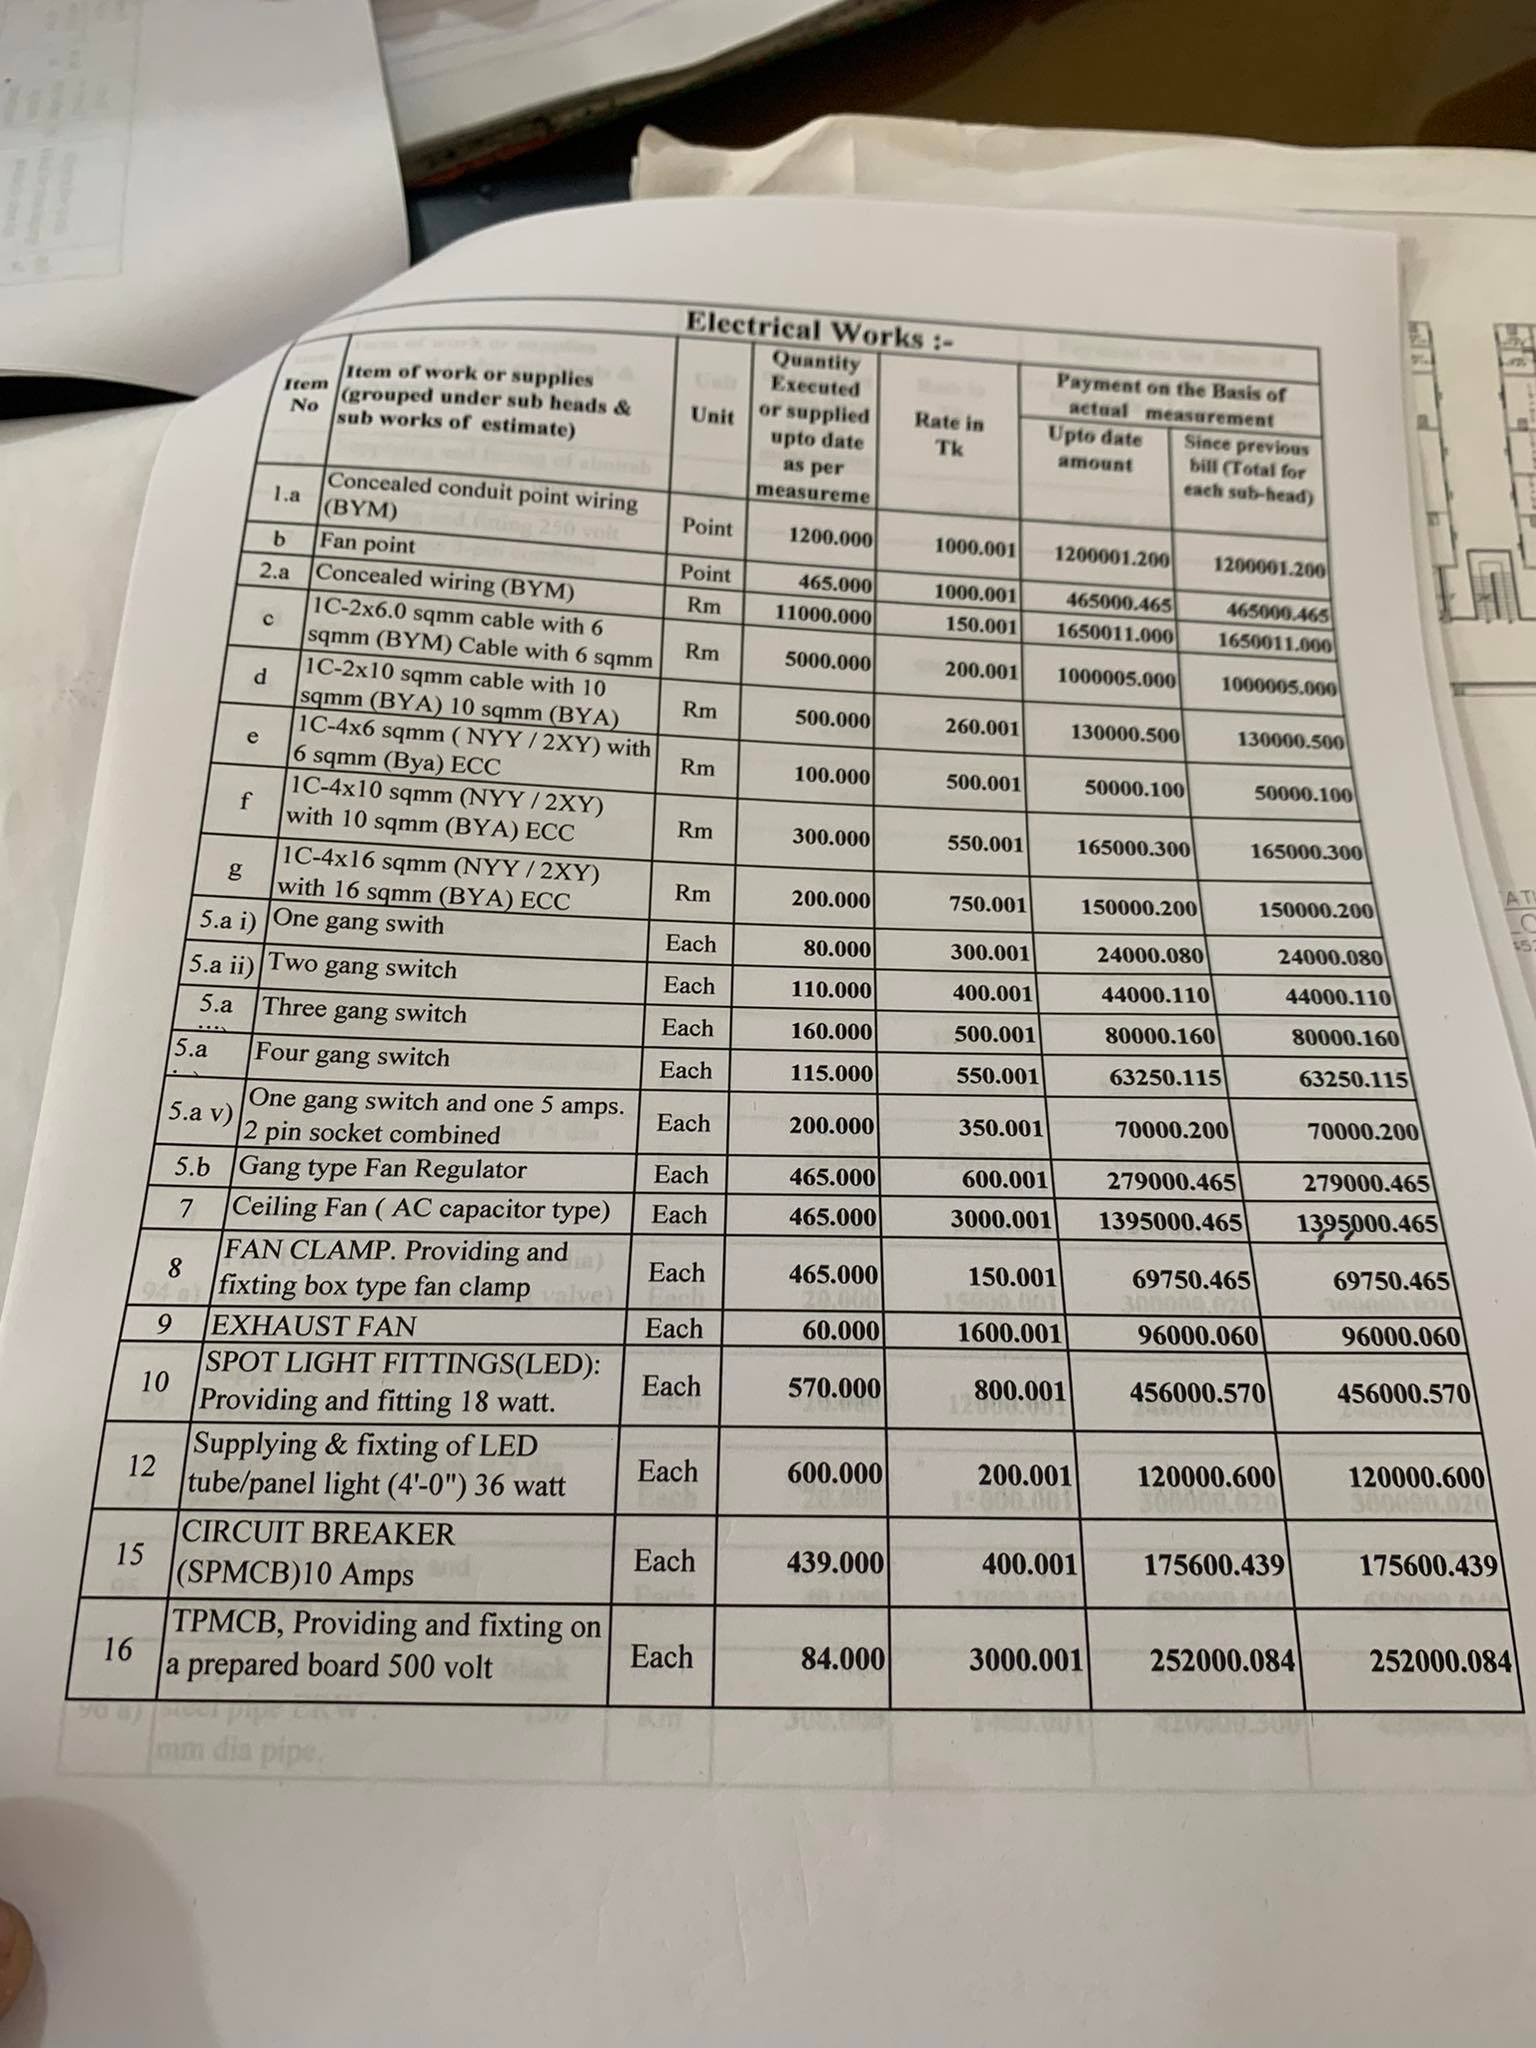 Electrical Works :-
Item No
Item of work or supplies
(grouped under sub heads &
sub works of estimate)
Unit
Quantity
Executed
or supplied
upto date
as per
measureme
Rate in
Tk
Payment on the Basis of
actual measurement
Upto date
amount
Since previous
bill (Total for
each sub-head)
1.a Concealed conduit point wiring
(BYM) Point 1200.000 1000.001 1200001.200 1200001.200
b Fan point Point 465.000 1000.001 465000.465 465000.465
2.a Concealed wiring (BYM) Rm 11000.000 150.001 1650011.000 1650011.000
c 1C-2x6.0 sqmm cable with 6
sqmm (BYM) Cable with 6 sqmm Rm 5000.000 200.001 1000005.000 1000005.000
d 1C-2x10 sqmm cable with 10
sqmm (BYA) 10 sqmm (BYA) Rm 500.000 260.001 130000.500 130000.500
e 1C-4x6 sqmm ( NYY / 2XY) with
6 sqmm (Bya) ECC Rm 100.000 500.001 50000.100 50000.100
f 1C-4x10 sqmm (NYY / 2XY)
with 10 sqmm (BYA) ECC Rm 300.000 550.001 165000.300 165000.300
g 1C-4x16 sqmm (NYY / 2XY)
with 16 sqmm (BYA) ECC Rm 200.000 750.001 150000.200 150000.200
5.a i) One gang swith Each 80.000 300.001 24000.080 24000.080
5.a ii) Two gang switch Each 110.000 400.001 44000.110 44000.110
5.a Three gang switch Each 160.000 500.001 80000.160 80000.160
5.a Four gang switch Each 115.000 550.001 63250.115 63250.115
5.a v) One gang switch and one 5 amps.
2 pin socket combined Each 200.000 350.001 70000.200 70000.200
5.b Gang type Fan Regulator Each 465.000 600.001 279000.465 279000.465
7 Ceiling Fan ( AC capacitor type) Each 465.000 3000.001 1395000.465 1395000.465
8 FAN CLAMP. Providing and
fixting box type fan clamp Each 465.000 150.001 69750.465 69750.465
9 EXHAUST FAN Each 60.000 1600.001 96000.060 96000.060
10 SPOT LIGHT FITTINGS(LED):
Providing and fitting 18 watt. Each 570.000 800.001 456000.570 456000.570
12 Supplying & fixting of LED
tube/panel light (4'-0") 36 watt Each 600.000 200.001 120000.600 120000.600
15 CIRCUIT BREAKER
(SPMCB)10 Amps Each 439.000 400.001 175600.439 175600.439
16 TPMCB, Providing and fixting on
a prepared board 500 volt Each 84.000 3000.001 252000.084 252000.084
mm dia pipe.